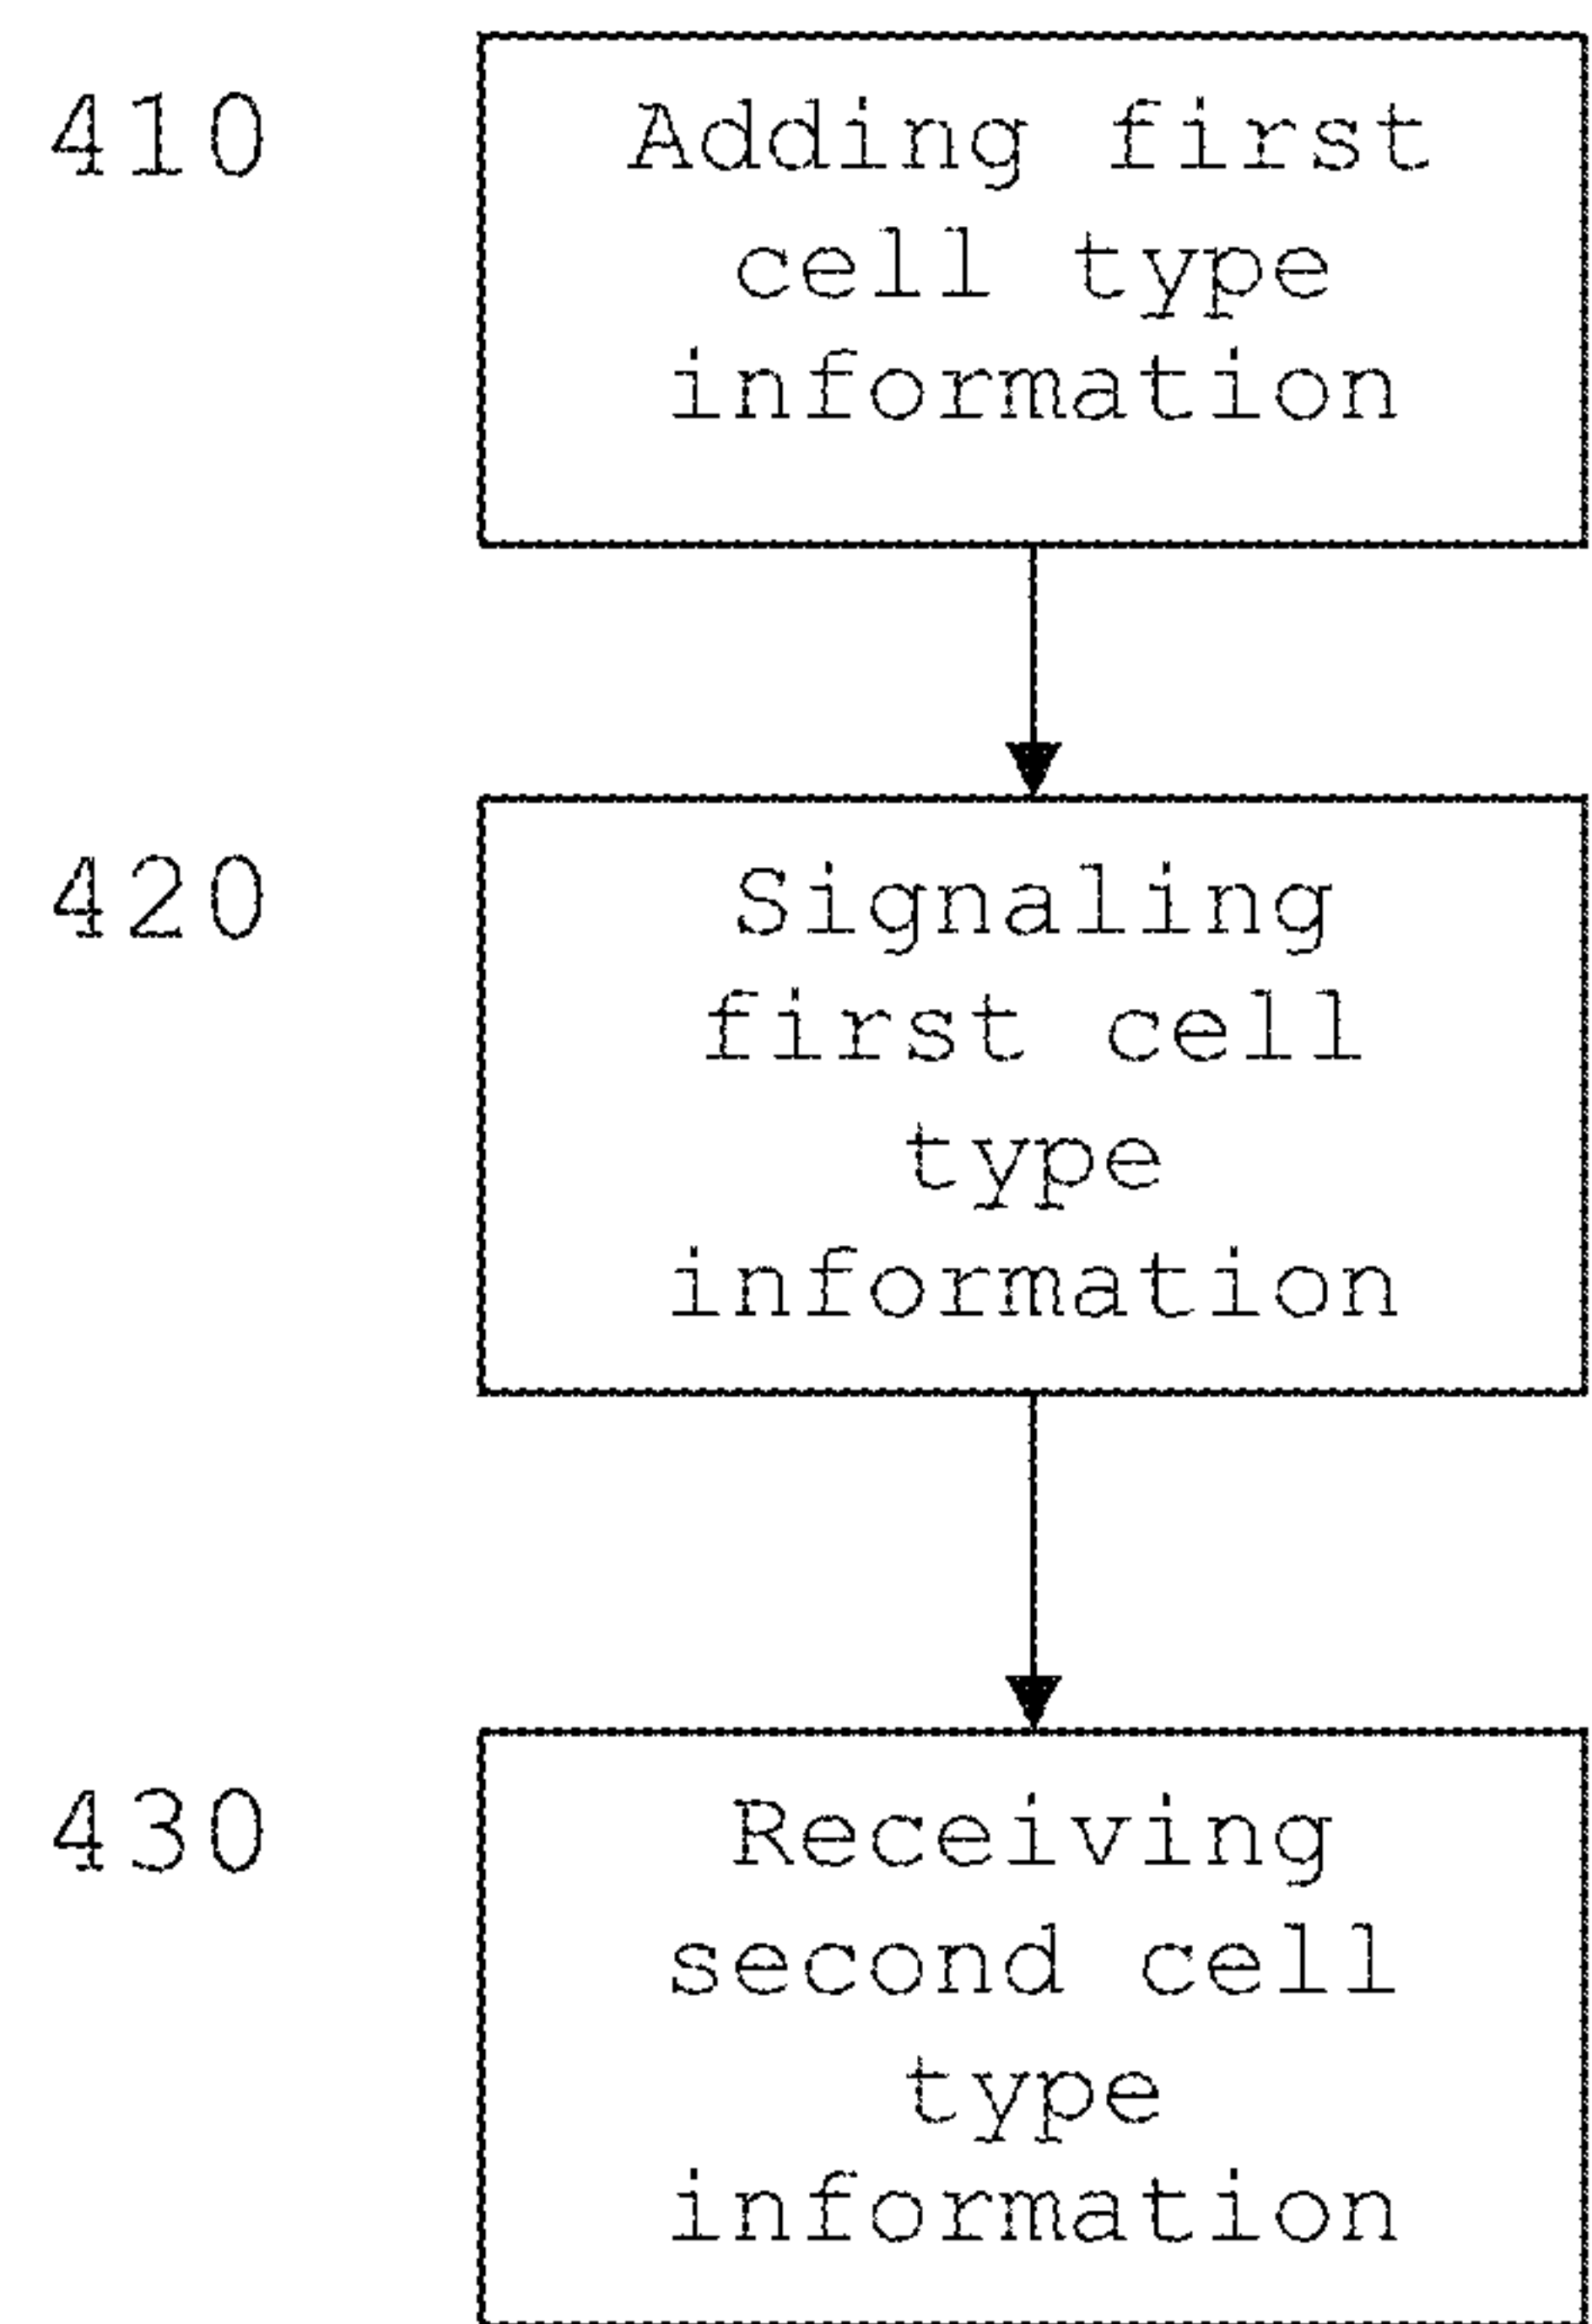 410
Adding first
cell type
information
420
Signaling
first cell
type
information
430
Receiving
second cell
type
information